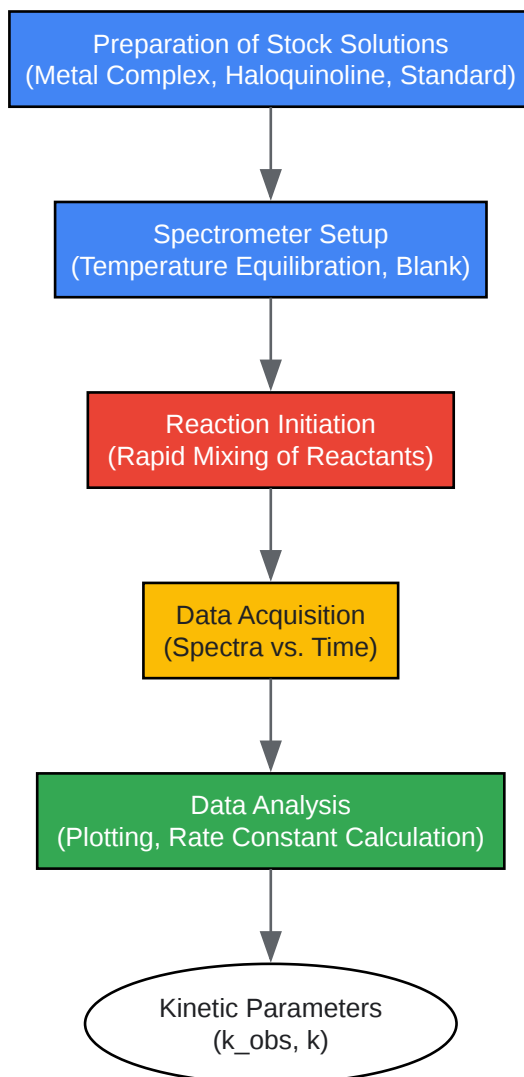 Preparation of Stock Solutions
(Metal Complex, Haloquinoline, Standard)
Spectrometer Setup
(Temperature Equilibration, Blank)
Reaction Initiation
(Rapid Mixing of Reactants)
Data Acquisition
(Spectra vs. Time)
Data Analysis
(Plotting, Rate Constant Calculation)
Kinetic Parameters
(k_obs, k)